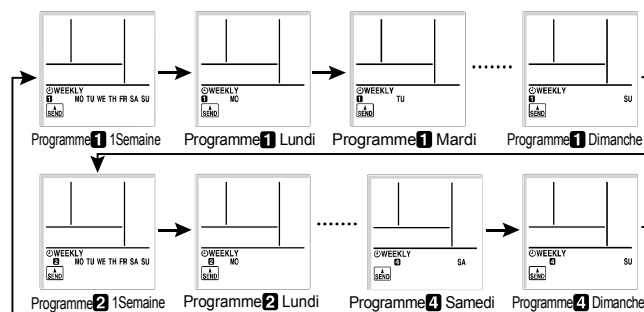 WEEKLY
1 MO TU WE TH FR SA SU
SEND
Programme 1 1Semaine
WEEKLY
1 MO
SEND
Programme 1 Lundi
WEEKLY
1 TU
SEND
Programme 1 Mardi
........
WEEKLY
1 SU
SEND
Programme 1 Dimanche
WEEKLY
2 MO TU WE TH FR SA SU
SEND
Programme 2 1Semaine
WEEKLY
2 MO
SEND
Programme 2 Lundi
........
WEEKLY
4 SA
SEND
Programme 4 Samedi
WEEKLY
4 SU
SEND
Programme 4 Dimanche